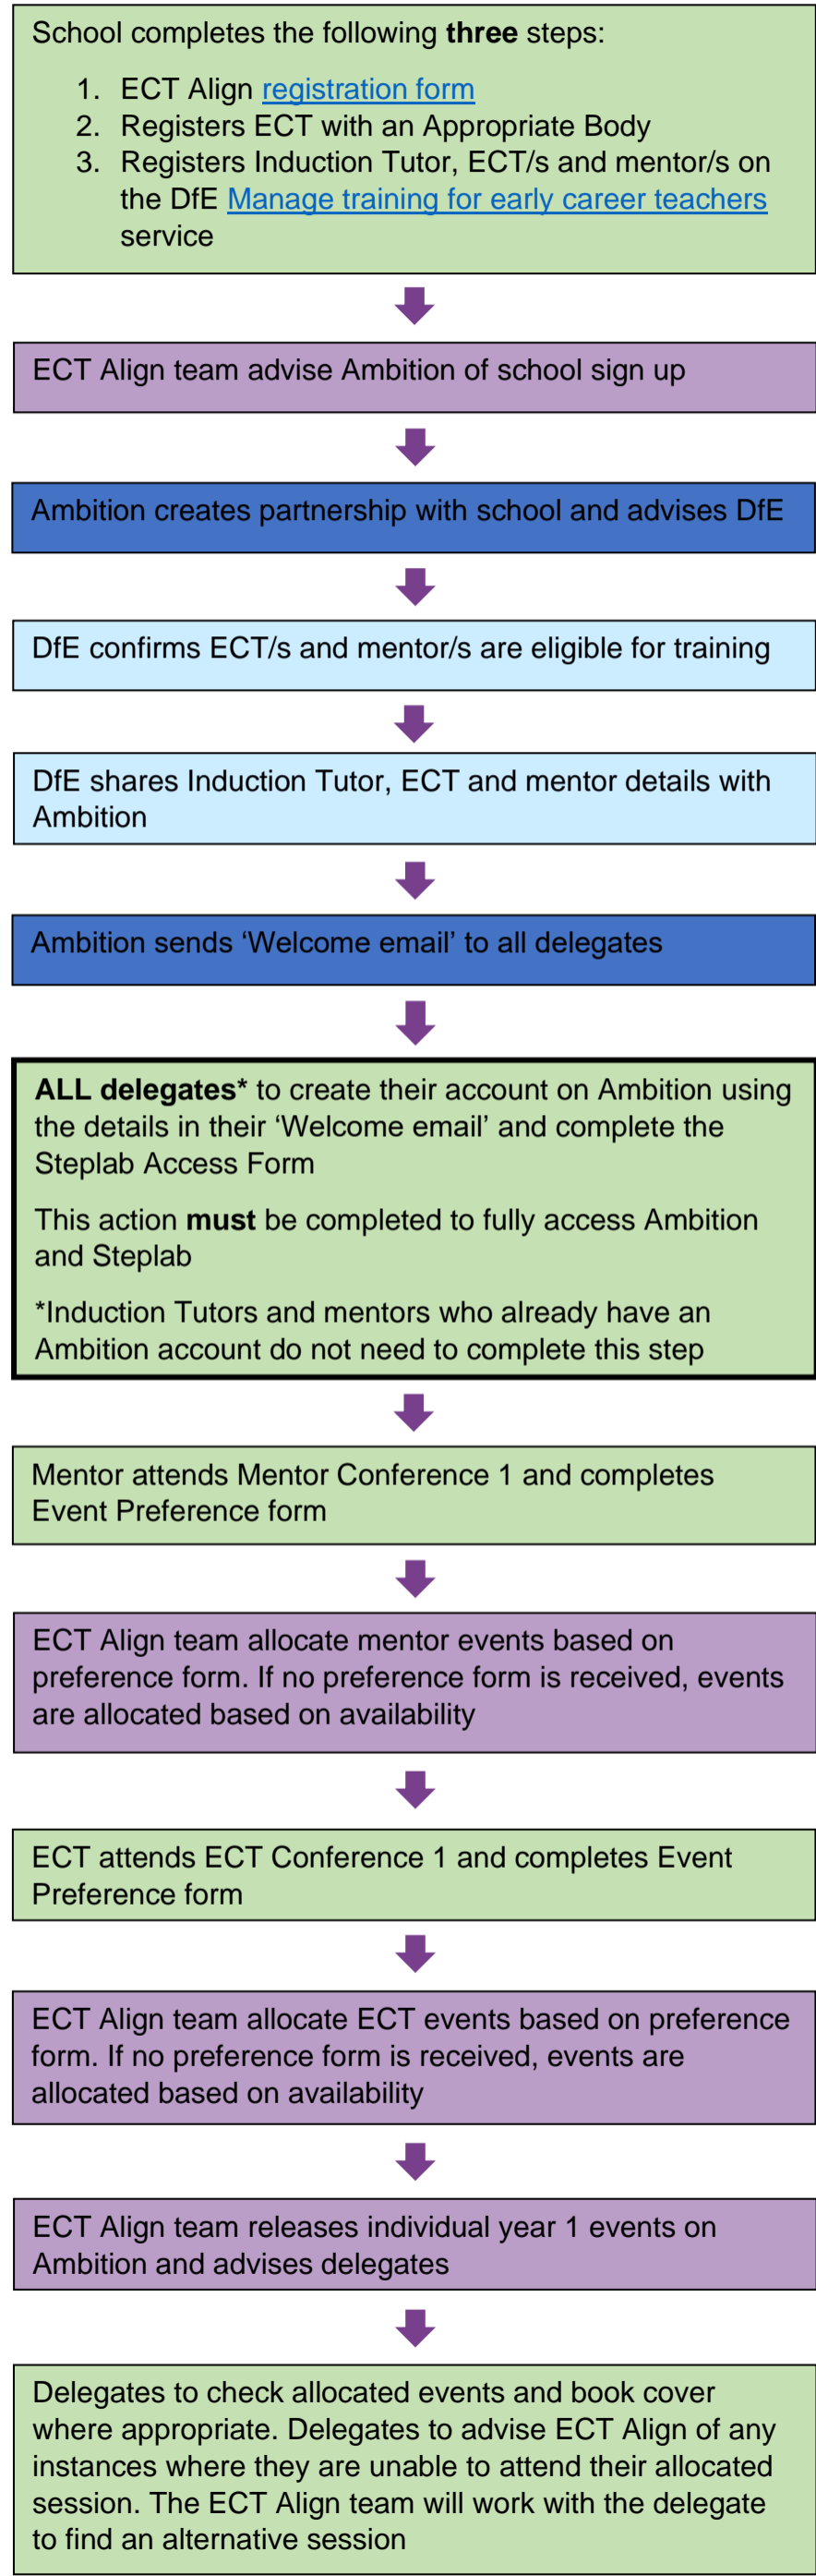 School completes the following three steps:
1. ECT Align registration form
2. Registers ECT with an Appropriate Body
3. Registers Induction Tutor, ECT/s and mentor/s on
the DfE Manage training for early career teachers
service
ECT Align team advise Ambition of school sign up
Ambition creates partnership with school and advises DfE
DfE confirms ECT/s and mentor/s are eligible for training
DfE shares Induction Tutor, ECT and mentor details with
Ambition
Ambition sends ‘Welcome email’ to all delegates
ALL delegates* to create their account on Ambition using
the details in their ‘Welcome email’ and complete the
Steplab Access Form
This action must be completed to fully access Ambition
and Steplab
*Induction Tutors and mentors who already have an
Ambition account do not need to complete this step
Mentor attends Mentor Conference 1 and completes
Event Preference form
ECT Align team allocate mentor events based on
preference form. If no preference form is received, events
are allocated based on availability
ECT attends ECT Conference 1 and completes Event
Preference form
ECT Align team allocate ECT events based on preference
form. If no preference form is received, events are
allocated based on availability
ECT Align team releases individual year 1 events on
Ambition and advises delegates
Delegates to check allocated events and book cover
where appropriate. Delegates to advise ECT Align of any
instances where they are unable to attend their allocated
session. The ECT Align team will work with the delegate
to find an alternative session